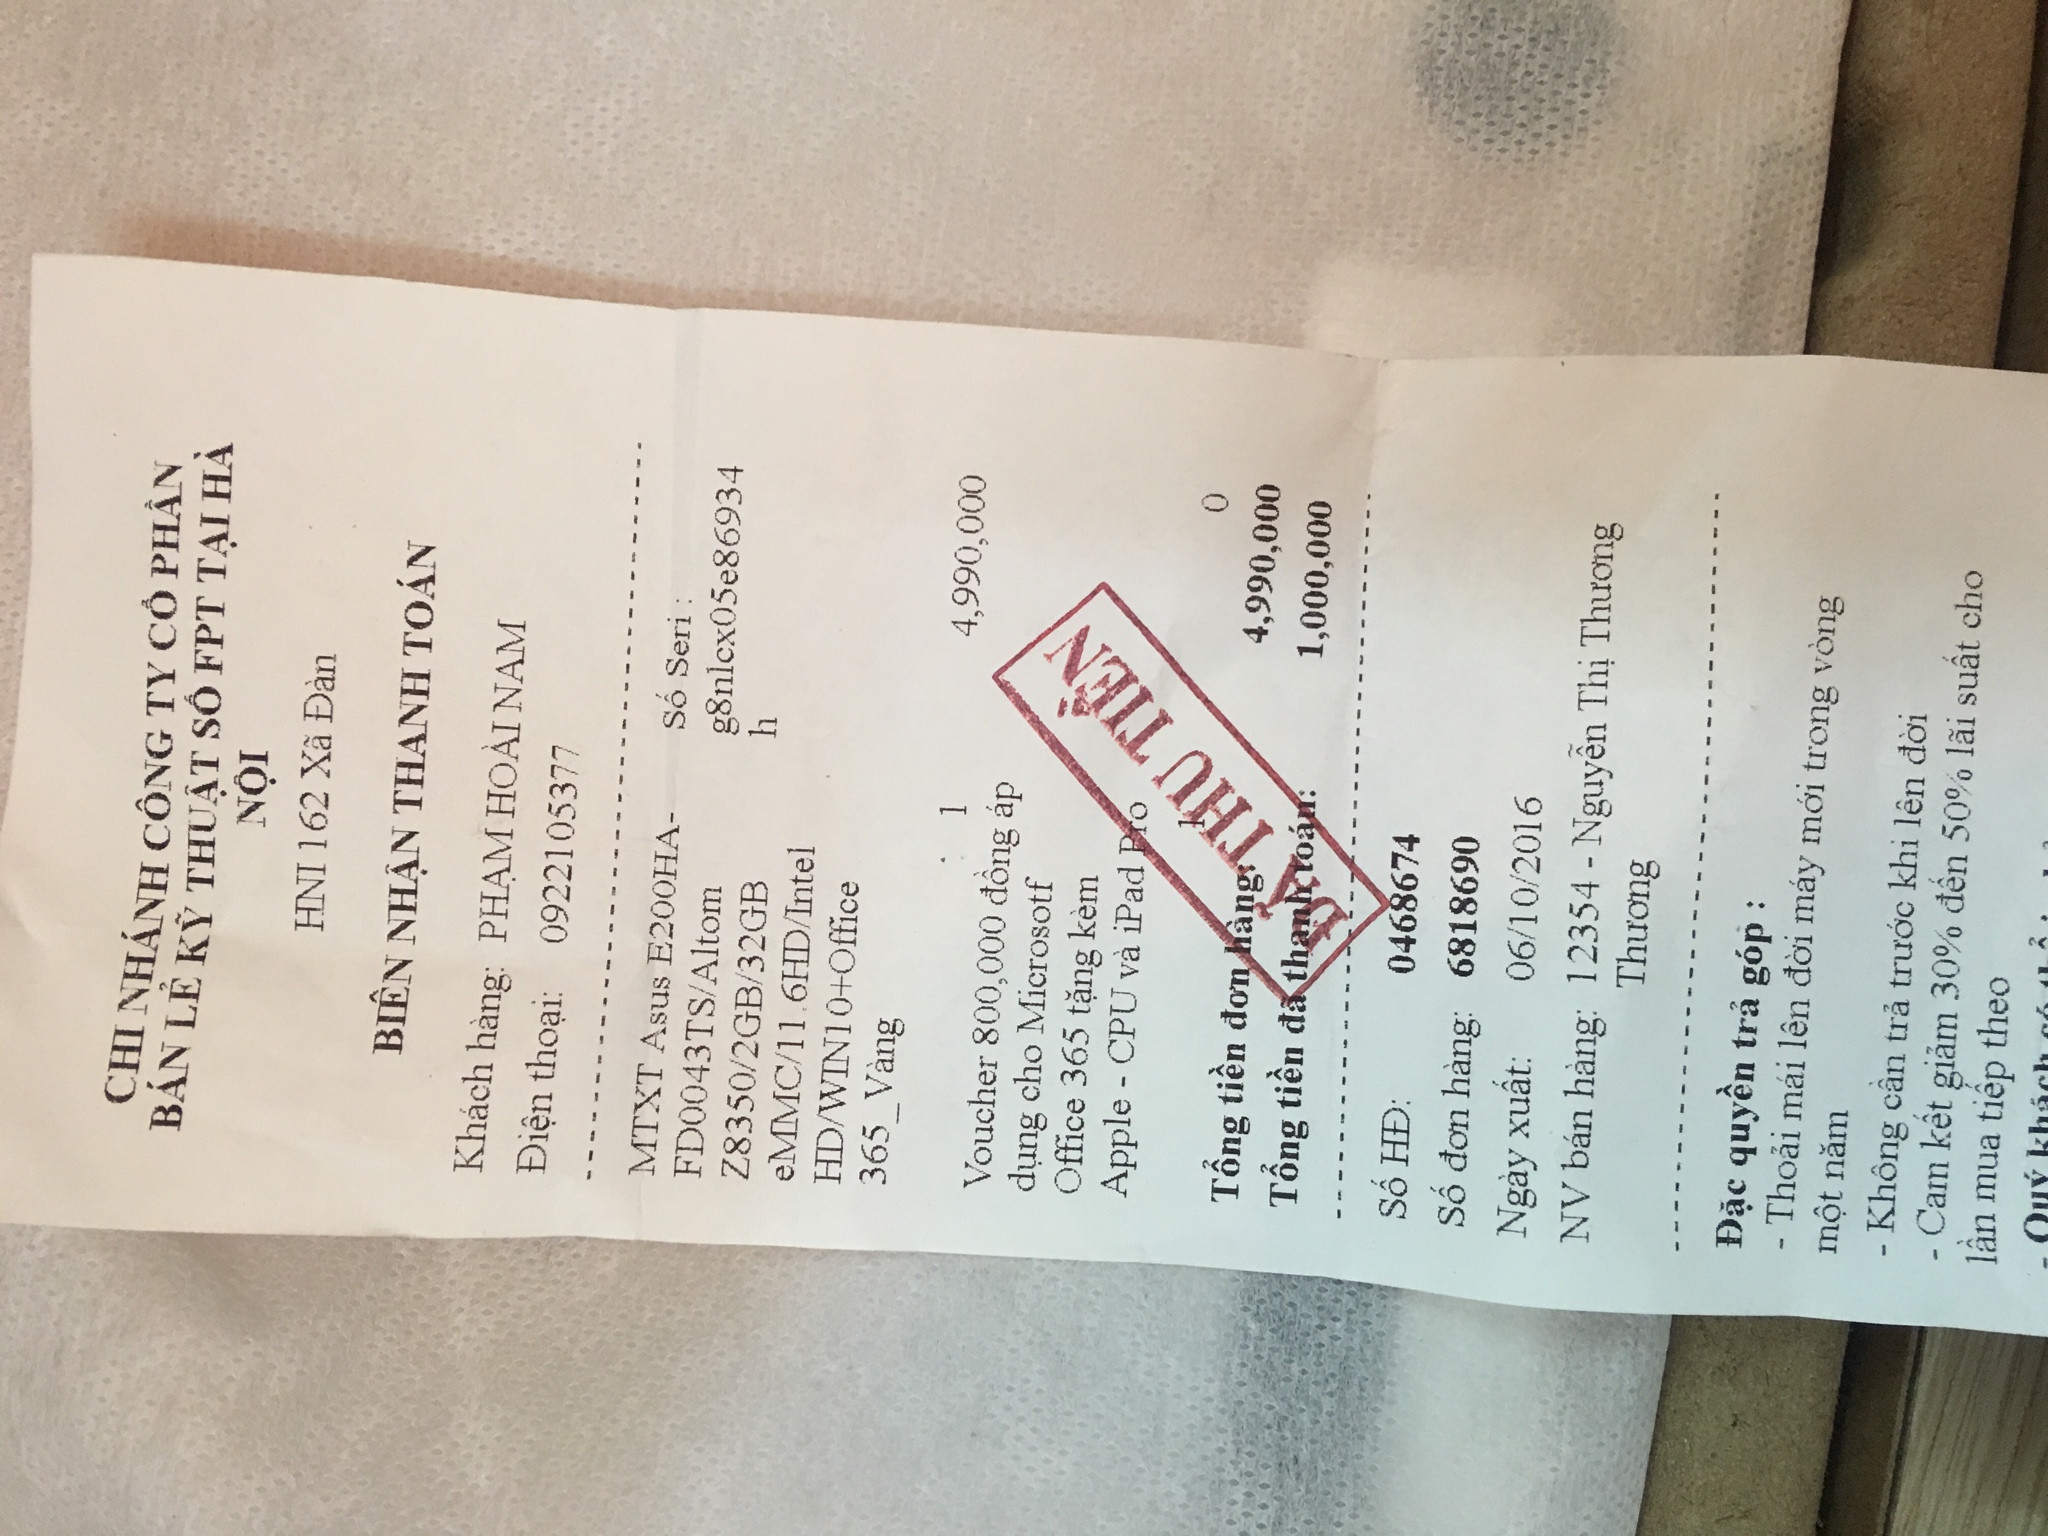 CHI NHÁNH CÔNG TY CỔ PHẦN
BÁN LẺ KỸ THUẬT SỐ FPT TẠI HÀ
NỘI
HNI 162 Xã Đàn
BIÊN NHẬN THANH TOÁN
Khách hàng: PHẠM HOÀI NAM
Điện thoại: 0922105377
MTXT Asus E200HA- Số Seri :
FD0043TS/Altom g8nlcx05e86934
Z8350/2GB/32GB h
eMMC/11.6HD/Intel
HD/WIN10+Office
365_Vàng
1 4,990,000
Voucher 800,000 đồng áp
dụng cho Microsotf
Office 365 tặng kèm
Apple - CPU và iPad Pro
1 0
Tổng tiền đơn hàng: 4,990,000
Tổng tiền đã thanh toán: 1,000,000
ĐÃ THU TIỀN
Số HĐ: 0468674
Số đơn hàng: 6818690
Ngày xuất: 06/10/2016
NV bán hàng: 12354 - Nguyễn Thị Thương
Thương
Đặc quyền trả góp :
- Thoải mái lên đời máy mới trong vòng
một năm
- Không cần trả trước khi lên đời
- Cam kết giảm 30% đến 50% lãi suất cho
lần mua tiếp theo
- Quý khách có thể